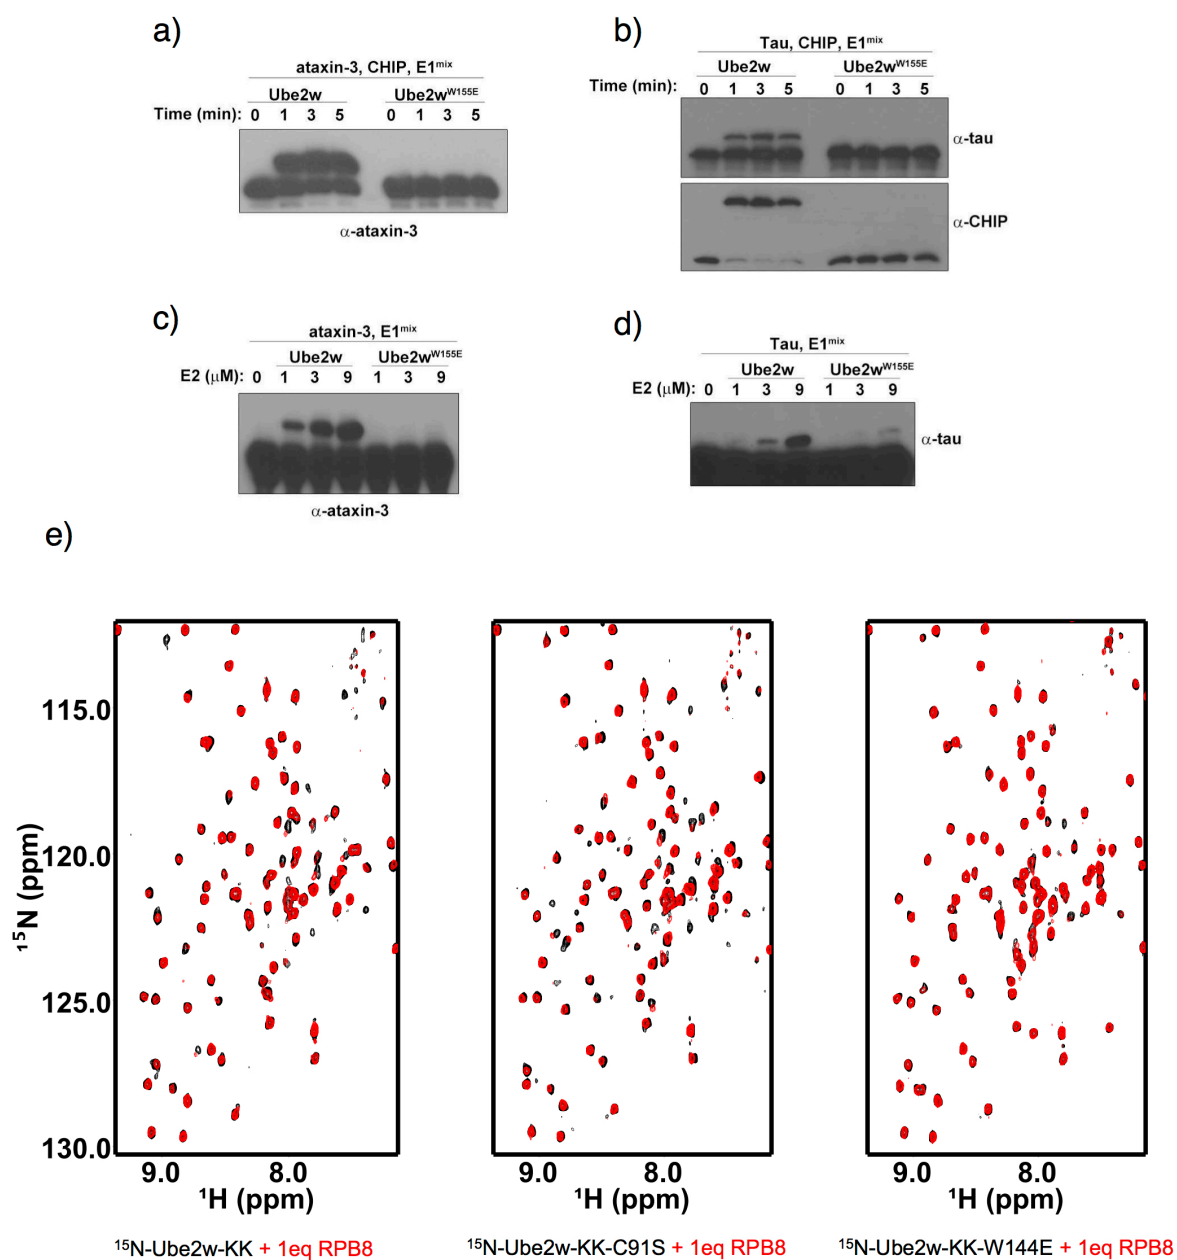 a)
ataxin-3, CHIP, E1mix
Ube2w Ube2wW155E
Time (min): 0 1 3 5 0 1 3 5
α-ataxin-3
b)
Tau, CHIP, E1mix
Ube2w Ube2wW155E
Time (min): 0 1 3 5 0 1 3 5
α-tau
α-CHIP
c)
ataxin-3, E1mix
Ube2w Ube2wW155E
E2 (μM): 0 1 3 9 1 3 9
α-ataxin-3
d)
Tau, E1mix
Ube2w Ube2wW155E
E2 (μM): 0 1 3 9 1 3 9
α-tau
e)
15N (ppm)
115.0
120.0
125.0
130.0
9.0 8.0
1H (ppm)
15N-Ube2w-KK + 1eq RPB8
9.0 8.0
1H (ppm)
15N-Ube2w-KK-C91S + 1eq RPB8
9.0 8.0
1H (ppm)
15N-Ube2w-KK-W144E + 1eq RPB8